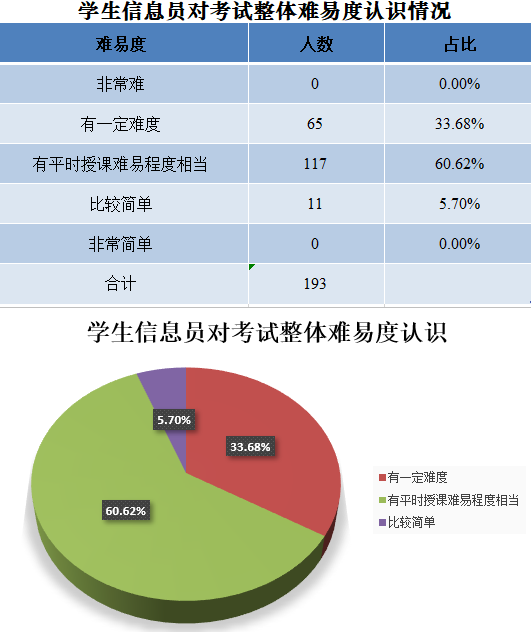 学生信息员对考试整体难易度认识情况
难易度 人数 占比
非常难 0 0.00%
有一定难度 65 33.68%
有平时授课难易程度相当 117 60.62%
比较简单 11 5.70%
非常简单 0 0.00%
合计 193
学生信息员对考试整体难易度认识
5.70%
33.68%
60.62%
有一定难度
有平时授课难易程度相当
比较简单